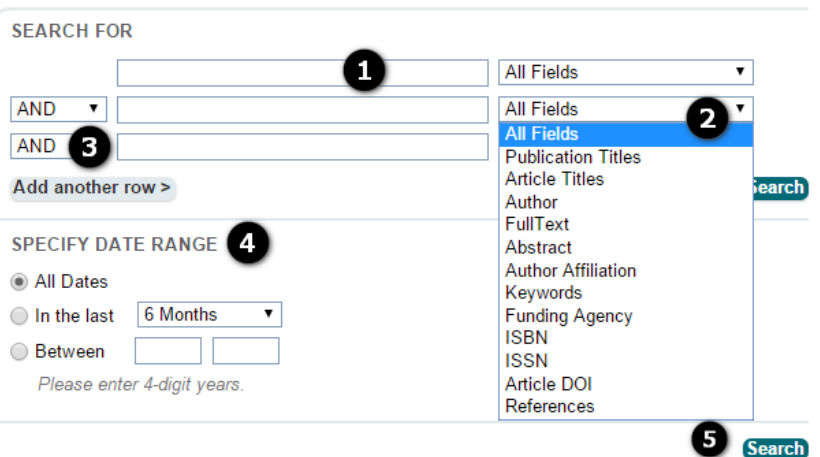 SEARCH FOR
1 All Fields
AND All Fields 2
AND 3
All Fields
Publication Titles
Article Titles
Author
FullText
Abstract
Author Affiliation
Keywords
Funding Agency
ISBN
ISSN
Article DOI
References
Add another row >
Search
SPECIFY DATE RANGE 4
All Dates
In the last 6 Months
Between
Please enter 4-digit years.
5 Search